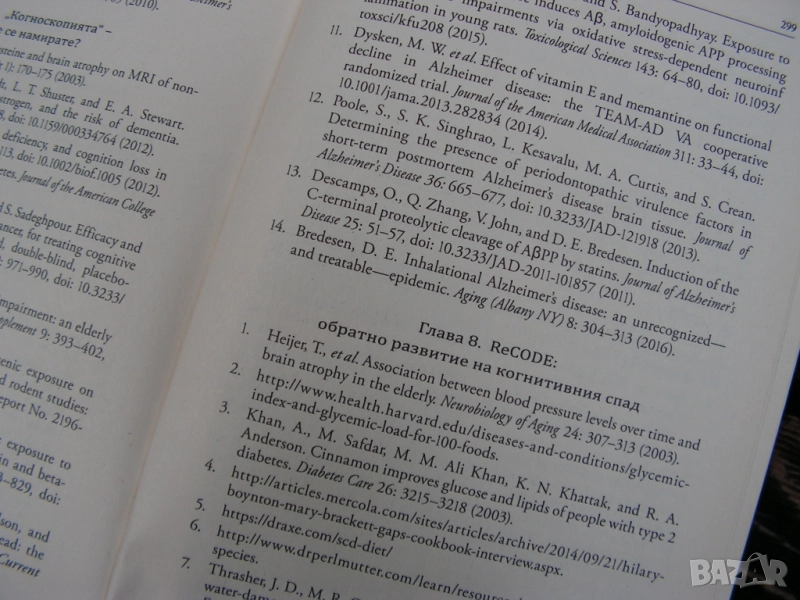 2010).
„Когноскопията" –
се намирате?
steine and brain atrophy on MRI of non-
1): 170–175 (2003).
L. T. Shuster, and E. A. Stewart.
strogen, and the risk of dementia.
doi: 10.1159/000334764 (2012).
deficiency, and cognition loss in
113, doi: 10.1002/biof.1005 (2012).
Journal of the American College
S. Sadeghpour. Efficacy and
for treating cognitive
double-blind, placebo-
971–990, doi: 10.3233/
impairment: an elderly
9: 393–402,
genic exposure on
and rodent studies:
Report No. 2196-
exposure to
and beta-
829, doi:
and
ead: the
Current
299
and S. Bandyopadhyay. Exposure to
induces Aβ, amyloidogenic APP processing
impairments via oxidative stress-dependent neuroinf
lammation in young rats. Toxicological Sciences 143: 64–80, doi: 10.1093/
toxsci/kfu208 (2015).
11. Dysken, M. W. et al. Effect of vitamin E and memantine on functional
decline in Alzheimer disease: the TEAM-AD VA cooperative
randomized trial. Journal of the American Medical Association 311: 33–44, doi:
10.1001/jama.2013.282834 (2014).
12. Poole, S., S. K. Singhrao, L. Kesavalu, M. A. Curtis, and S. Crean.
Determining the presence of periodontopathic virulence factors in
short-term postmortem Alzheimer's disease brain tissue. Journal of
Alzheimer's Disease 36: 665–677, doi: 10.3233/JAD-121918 (2013).
13. Descamps, O., Q. Zhang, V. John, and D. E. Bredesen. Induction of the
C-terminal proteolytic cleavage of AβPP by statins. Journal of Alzheimer's
Disease 25: 51–57, doi: 10.3233/JAD-2011-101857 (2011).
14. Bredesen, D. E. Inhalational Alzheimer's disease: an unrecognized—
and treatable—epidemic. Aging (Albany NY) 8: 304–313 (2016).
Глава 8. ReCODE:
обратно развитие на когнитивния спад
1. Heijer, T., et al. Association between blood pressure levels over time and
brain atrophy in the elderly. Neurobiology of Aging 24: 307–313 (2003).
2. http://www.health.harvard.edu/diseases-and-conditions/glycemic-
index-and-glycemic-load-for-100-foods.
3. Khan, A., M. Safdar, M. M. Ali Khan, K. N. Khattak, and R. A.
Anderson. Cinnamon improves glucose and lipids of people with type 2
diabetes. Diabetes Care 26: 3215–3218 (2003).
4. http://articles.mercola.com/sites/articles/archive/2014/09/21/hilary-
boynton-mary-brackett-gaps-cookbook-interview.aspx.
5. https://draxe.com/scd-diet/
6. http://www.drperlmutter.com/learn/resources
species.
7. Thrasher, J. D., M. R.
water-dam
BAZAR
.bg